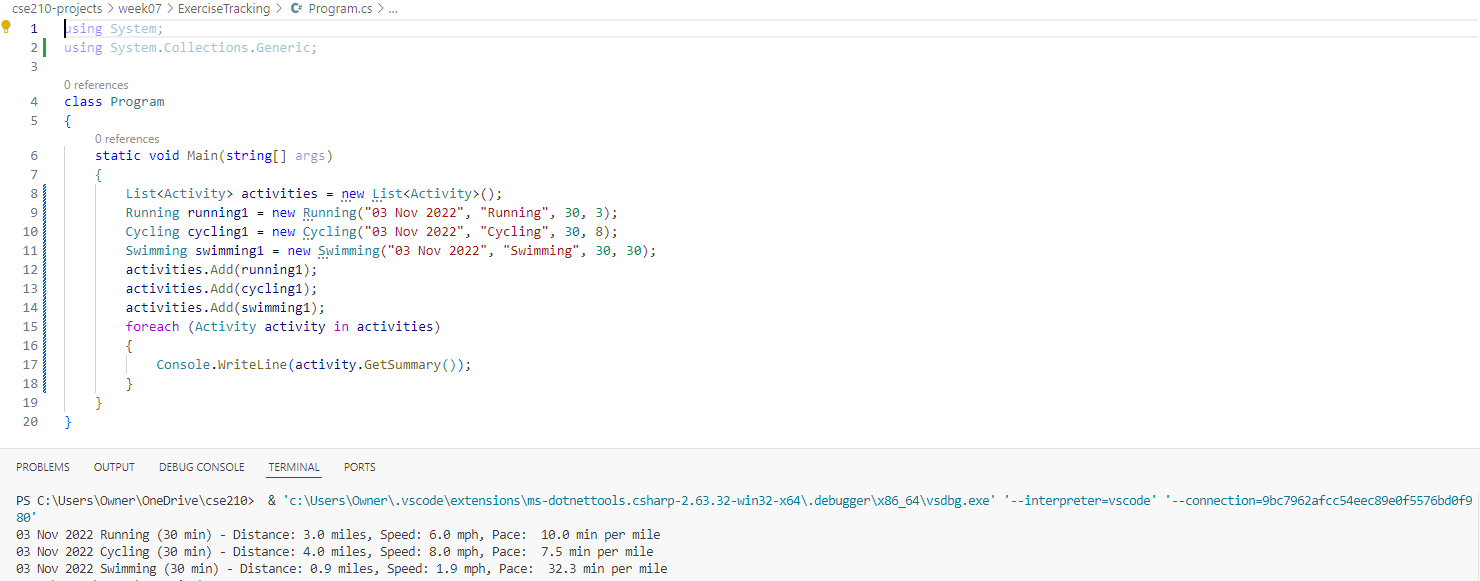 cse210-projects > week07 > ExerciseTracking > C# Program.cs > ...
1 using System;
2 using System.Collections.Generic;
3
0 references
4 class Program
5 {
0 references
6 static void Main(string[] args)
7 {
8 List<Activity> activities = new List<Activity>();
9 Running running1 = new Running("03 Nov 2022", "Running", 30, 3);
10 Cycling cycling1 = new Cycling("03 Nov 2022", "Cycling", 30, 8);
11 Swimming swimming1 = new Swimming("03 Nov 2022", "Swimming", 30, 30);
12 activities.Add(running1);
13 activities.Add(cycling1);
14 activities.Add(swimming1);
15 foreach (Activity activity in activities)
16 {
17 Console.WriteLine(activity.GetSummary());
18 }
19 }
20 }
PROBLEMS OUTPUT DEBUG CONSOLE TERMINAL PORTS
PS C:\Users\Owner\OneDrive\cse210> & 'c:\Users\Owner\.vscode\extensions\ms-dotnettools.csharp-2.63.32-win32-x64\.debugger\x86_64\vsdbg.exe' '--interpreter=vscode' '--connection=9bc7962afcc54eec89e0f5576bd0f9
80'
03 Nov 2022 Running (30 min) - Distance: 3.0 miles, Speed: 6.0 mph, Pace:  10.0 min per mile
03 Nov 2022 Cycling (30 min) - Distance: 4.0 miles, Speed: 8.0 mph, Pace:  7.5 min per mile
03 Nov 2022 Swimming (30 min) - Distance: 0.9 miles, Speed: 1.9 mph, Pace:  32.3 min per mile